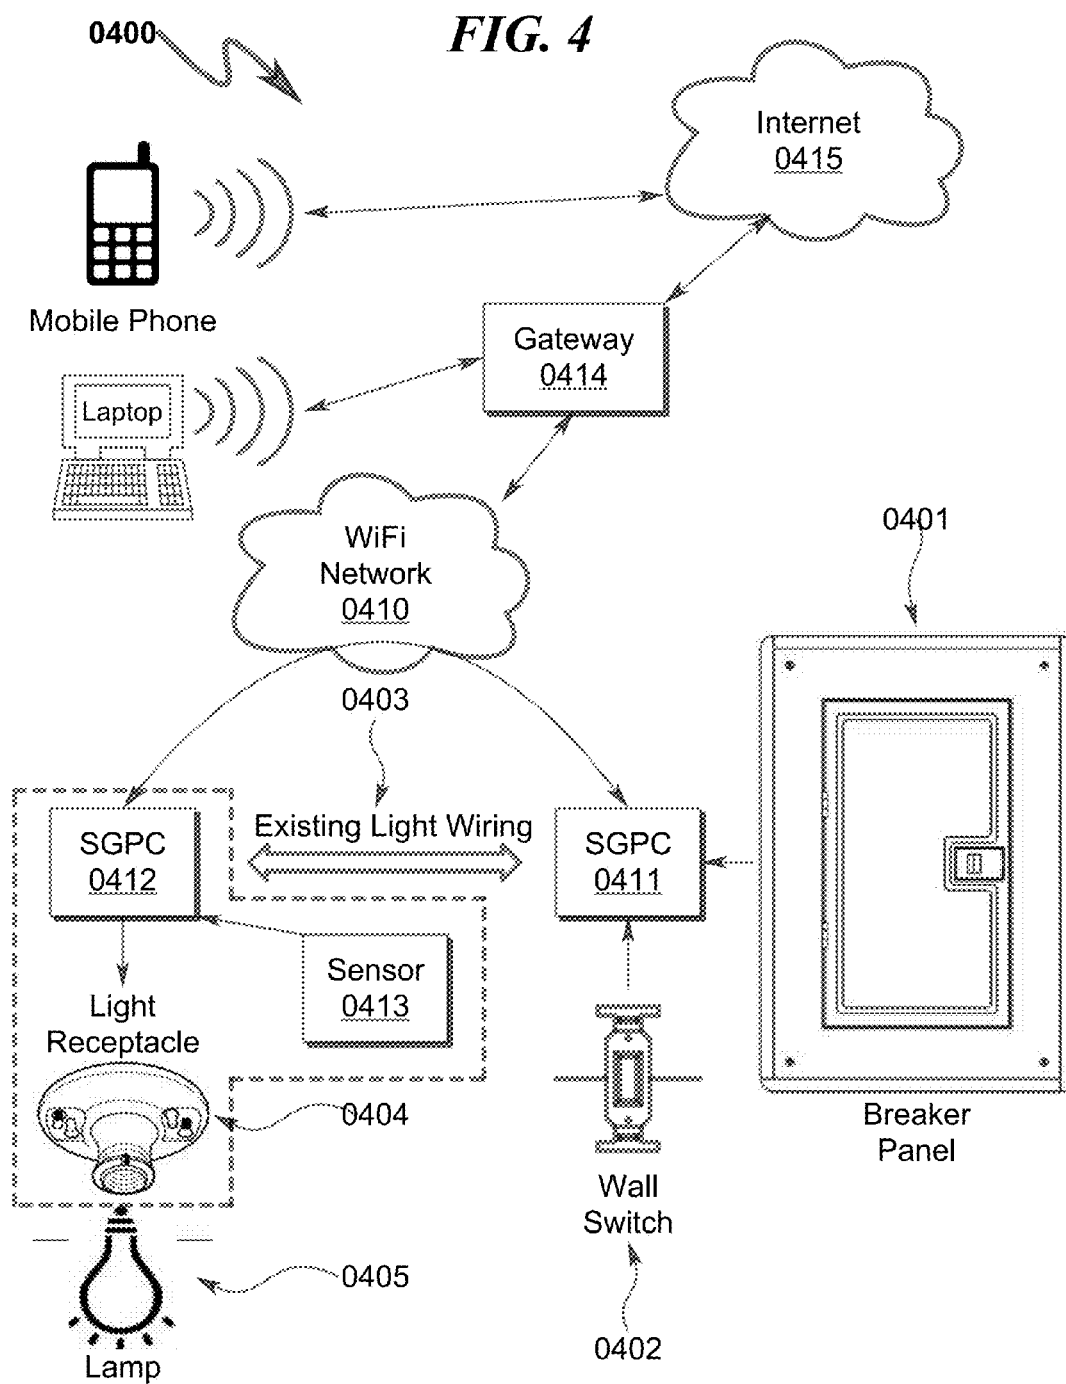 0400
FIG. 4
Internet
0415
Mobile Phone
Gateway
0414
Laptop
WiFi
Network
0410
0401
0403
Existing Light Wiring
SGPC
0412
SGPC
0411
Sensor
0413
Light
Receptacle
0404
Breaker
Panel
Wall
Switch
0405
0402
Lamp